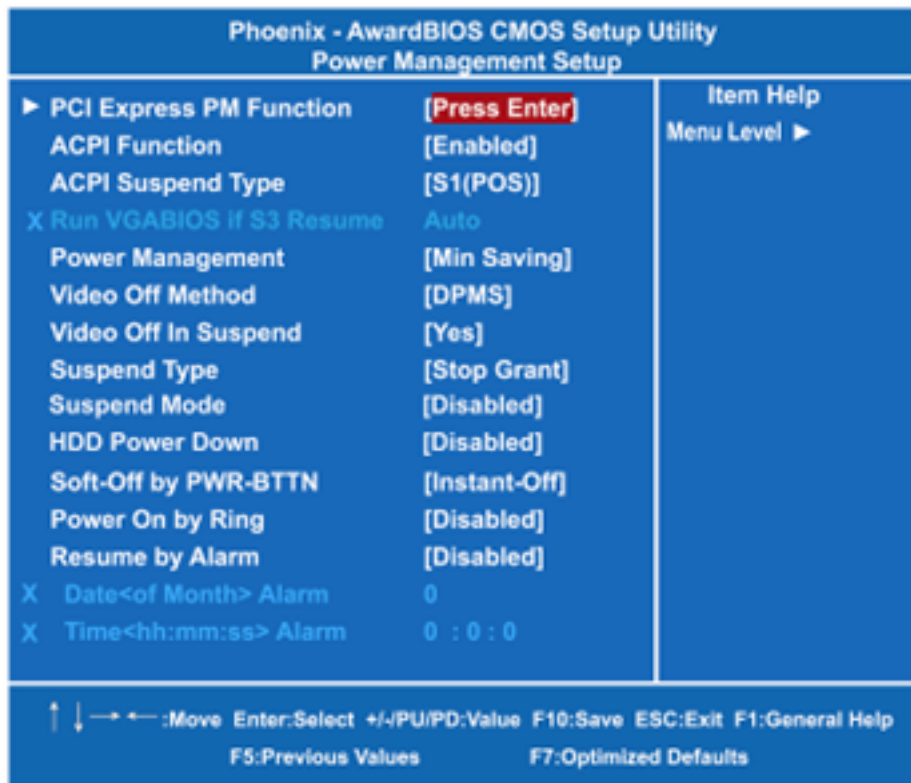 Phoenix - AwardBIOS CMOS Setup Utility
Power Management Setup
► PCI Express PM Function [Press Enter]
ACPI Function [Enabled]
ACPI Suspend Type [S1(POS)]
X Run VGABIOS if S3 Resume Auto
Power Management [Min Saving]
Video Off Method [DPMS]
Video Off In Suspend [Yes]
Suspend Type [Stop Grant]
Suspend Mode [Disabled]
HDD Power Down [Disabled]
Soft-Off by PWR-BTTN [Instant-Off]
Power On by Ring [Disabled]
Resume by Alarm [Disabled]
X Date<of Month> Alarm 0
X Time<hh:mm:ss> Alarm 0 : 0 : 0
Item Help
Menu Level ►
↑ ↓ → ← :Move Enter:Select +/-/PU/PD:Value F10:Save ESC:Exit F1:General Help
F5:Previous Values F7:Optimized Defaults